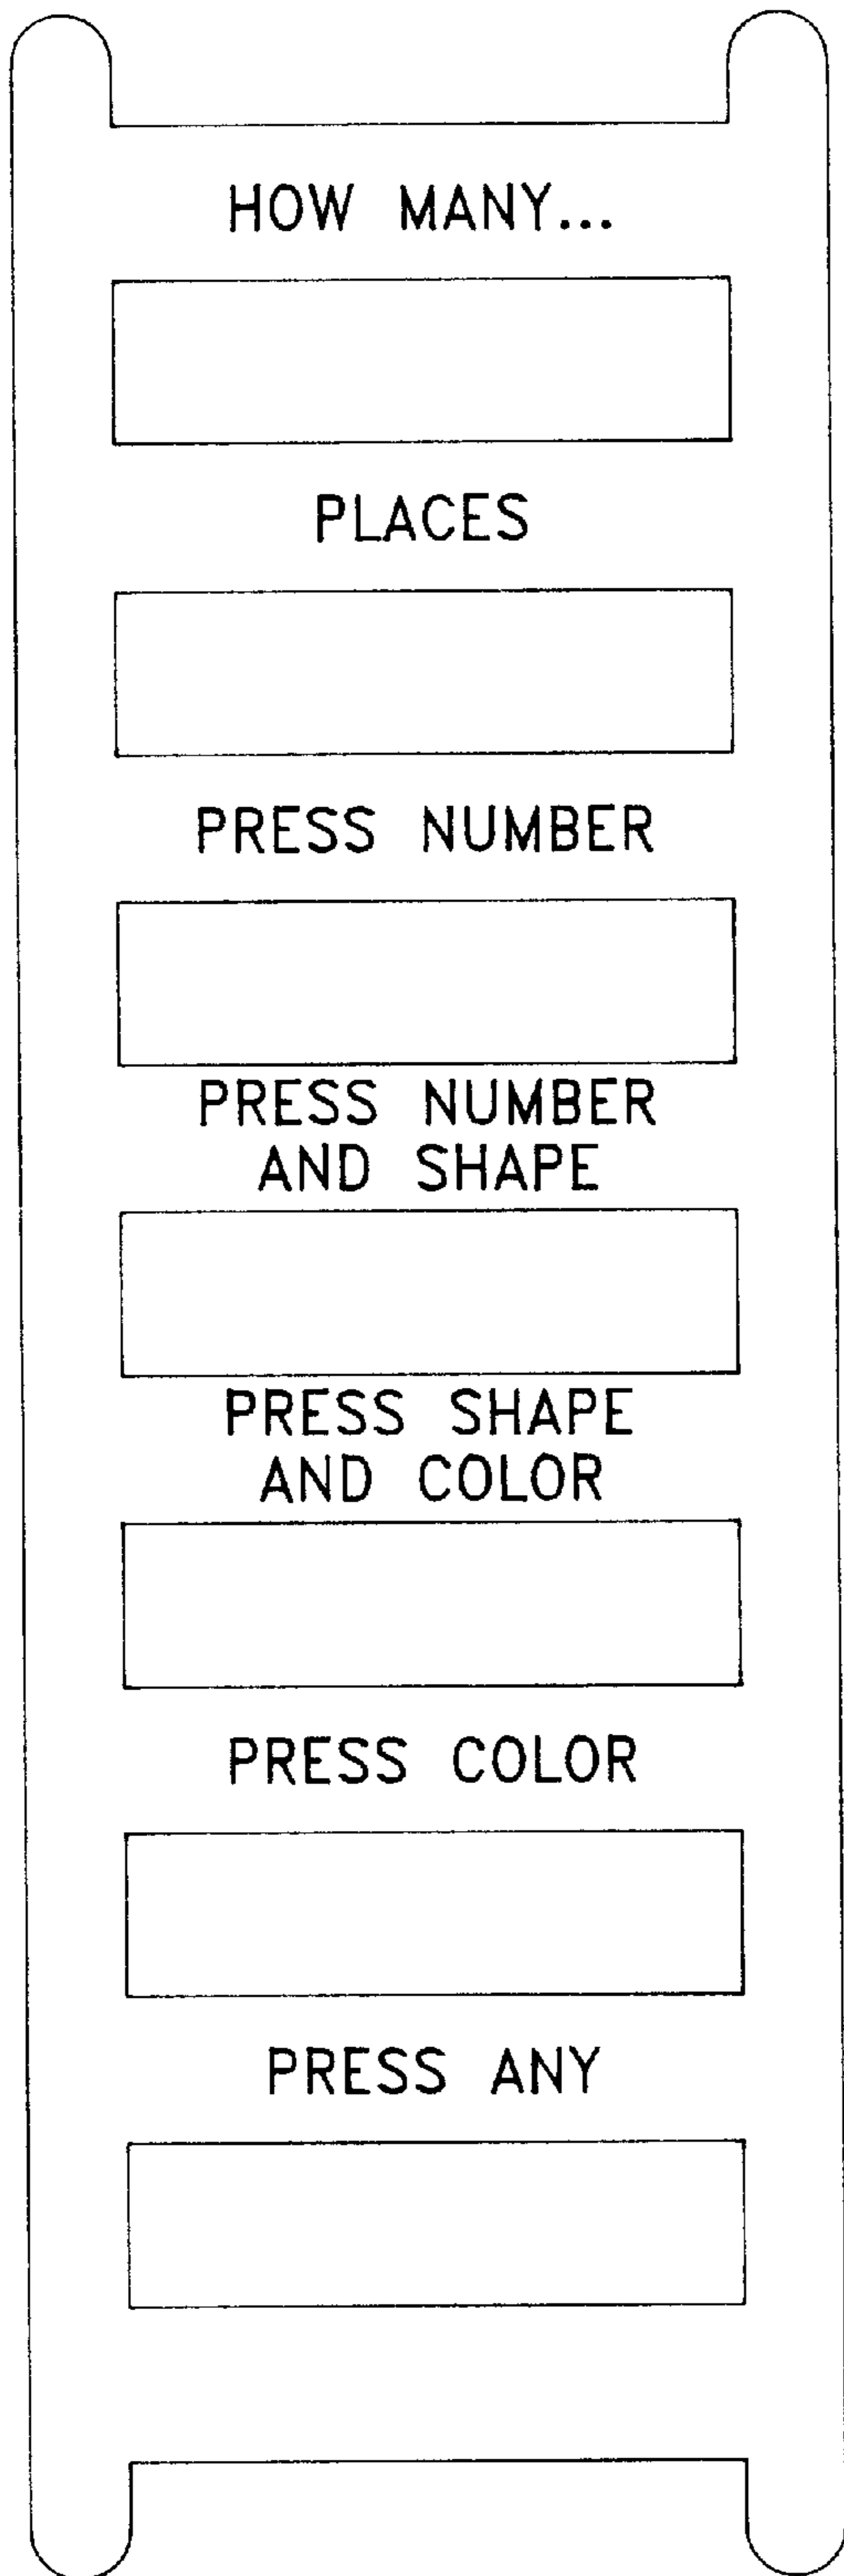 HOW MANY...
PLACES
PRESS NUMBER
PRESS NUMBER
AND SHAPE
PRESS SHAPE
AND COLOR
PRESS COLOR
PRESS ANY